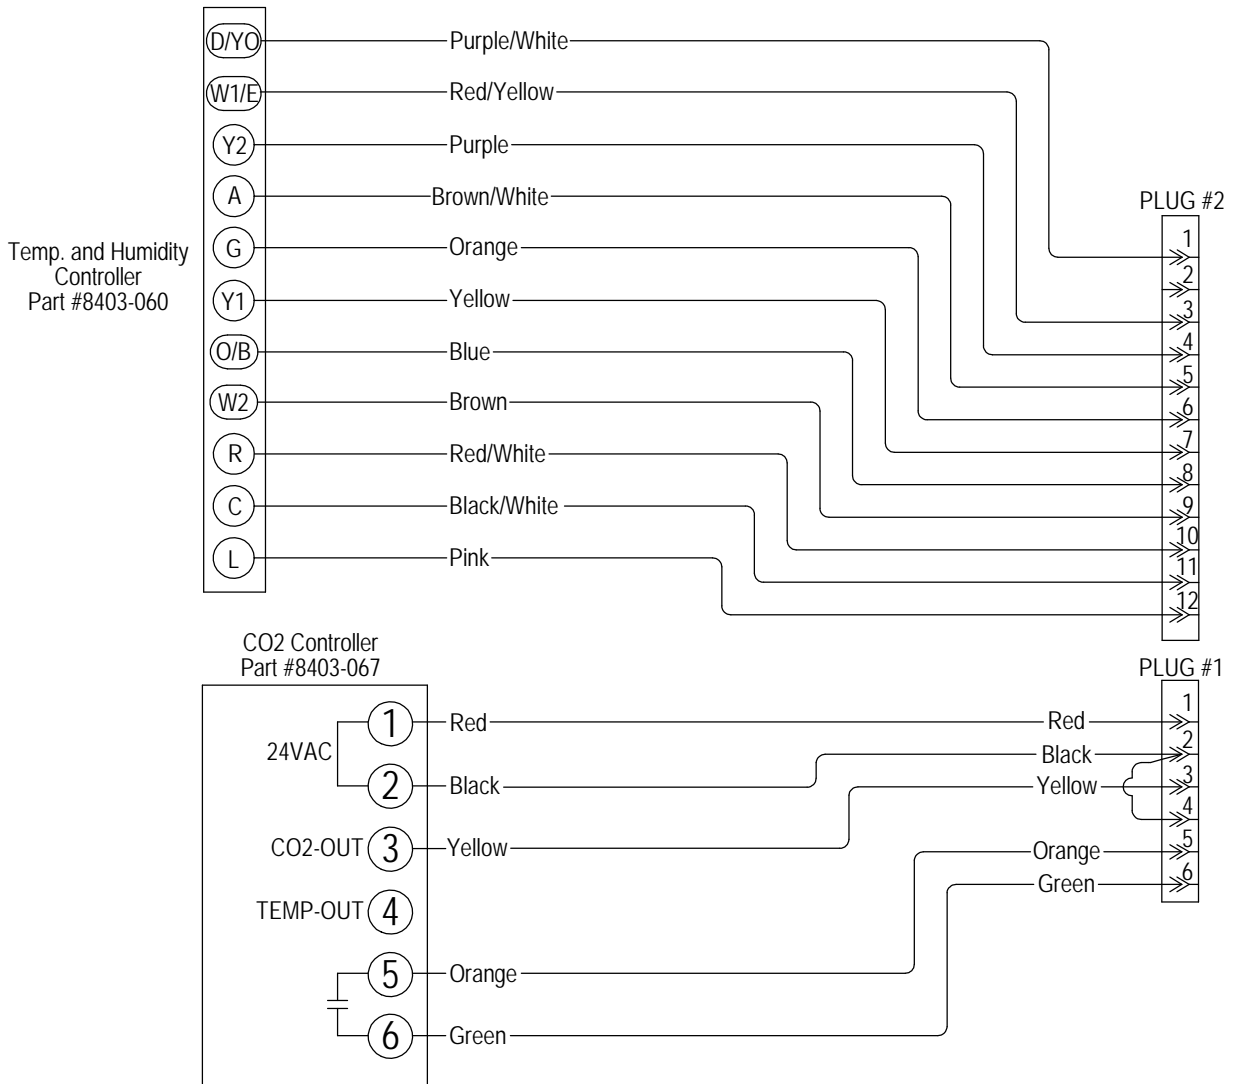 D/YO Purple/White
W1/E Red/Yellow
Y2 Purple
A Brown/White
G Orange
Y1 Yellow
O/B Blue
W2 Brown
R Red/White
C Black/White
L Pink
Temp. and Humidity
Controller
Part #8403-060
PLUG #2
1
2
3
4
5
6
7
8
9
10
11
12
CO2 Controller
Part #8403-067
24VAC
1 Red
2 Black
CO2-OUT 3 Yellow
TEMP-OUT 4
5 Orange
6 Green
PLUG #1
Red 1
Black 2
Yellow 3
4
Orange 5
Green 6